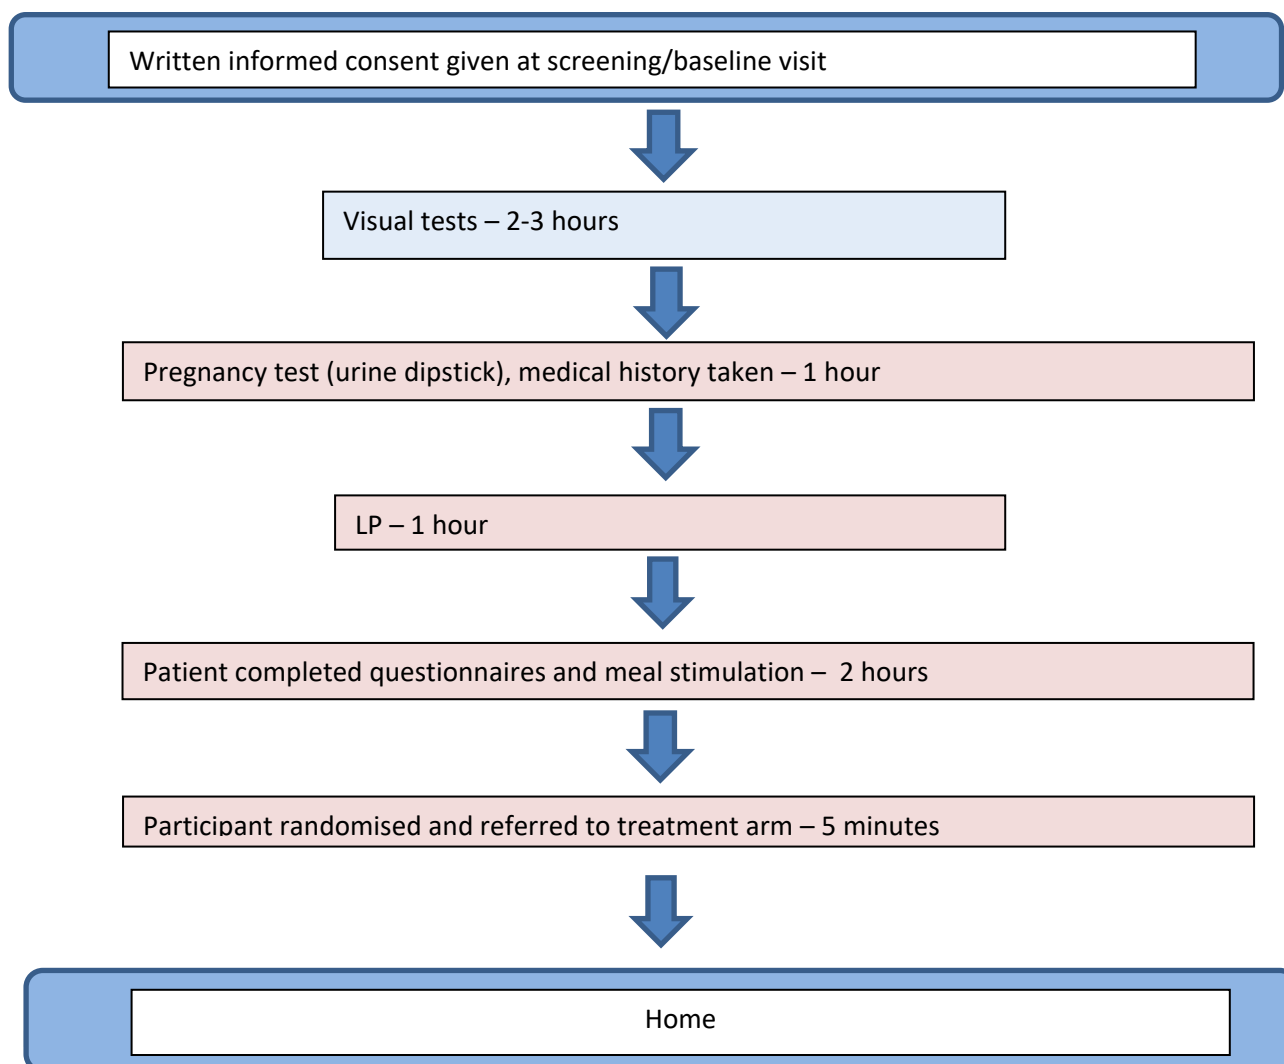 Written informed consent given at screening/baseline visit
Visual tests – 2-3 hours
Pregnancy test (urine dipstick), medical history taken – 1 hour
LP – 1 hour
Patient completed questionnaires and meal stimulation –  2 hours
Participant randomised and referred to treatment arm – 5 minutes
Home